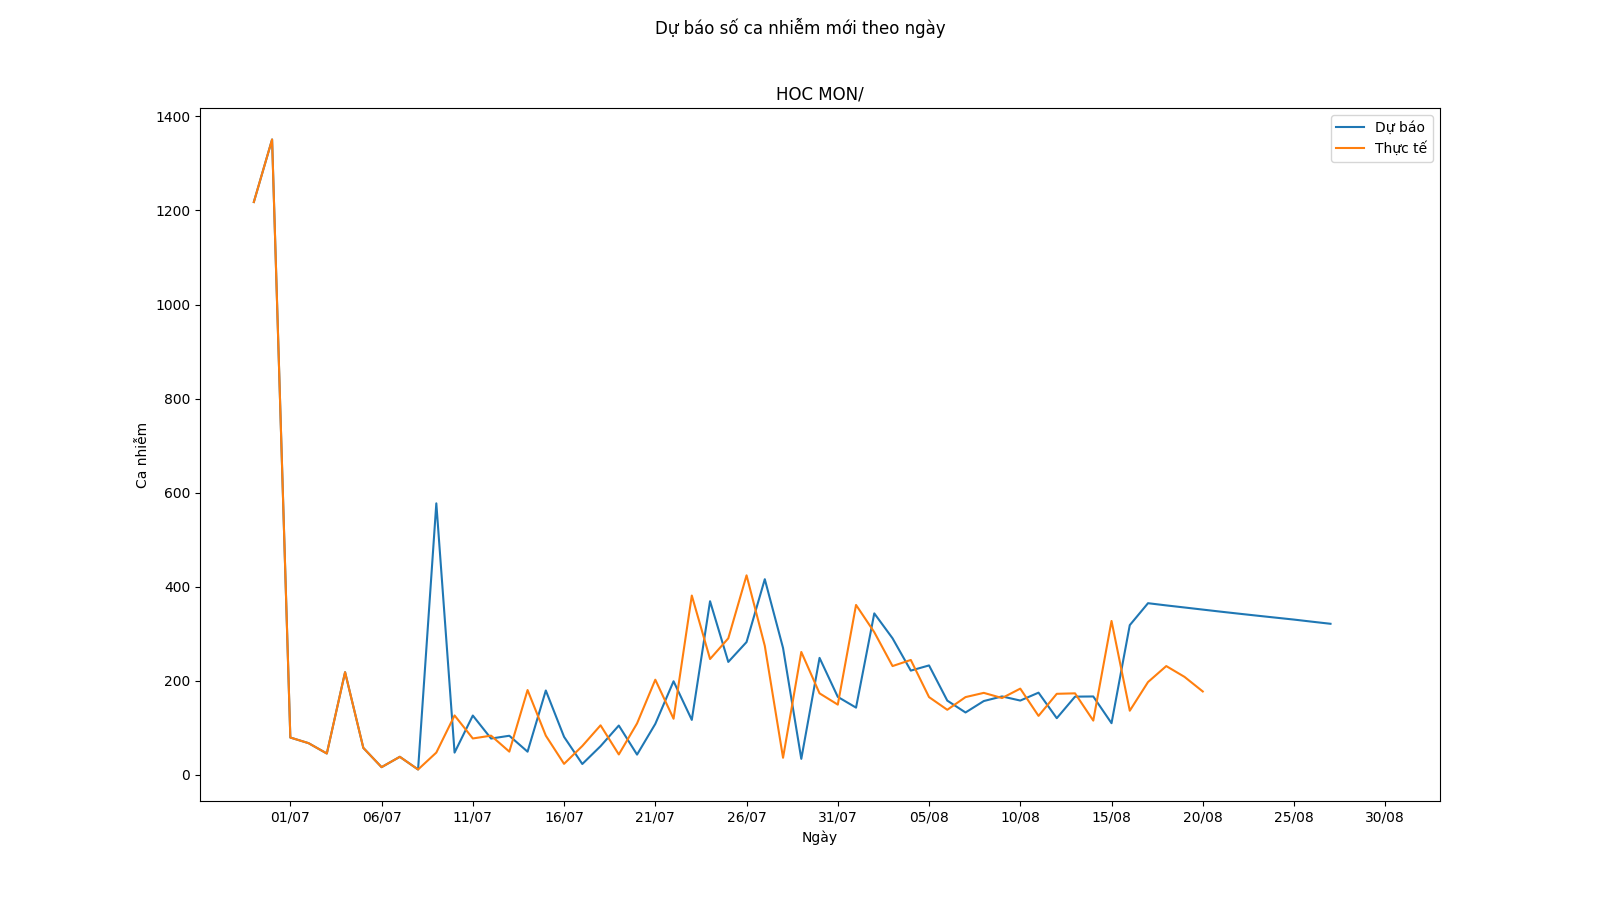 Dự báo số ca nhiễm mới theo ngày
HOC MON/
Dự báo
Thực tế
Ca nhiễm
1400
1200
1000
800
600
400
200
0
01/07 06/07 11/07 16/07 21/07 26/07 31/07 05/08 10/08 15/08 20/08 25/08 30/08
Ngày